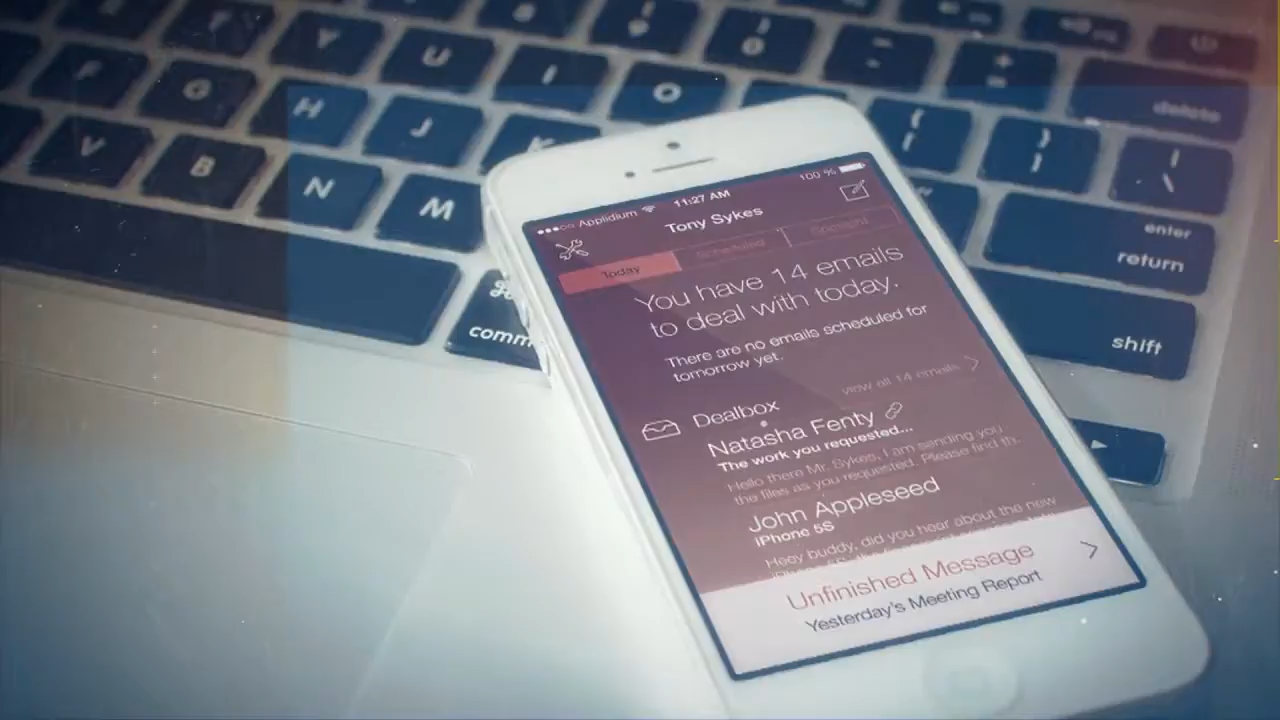 Y
U
I
O
F
G
H
J
K
V
B
N
M
delete
enter
return
shift
comm
Applidium
11:27 AM
100 %
Tony Sykes
Today
Scheduled
Spotlight
You have 14 emails
to deal with today.
There are no emails scheduled for
tomorrow yet.
view all 14 emails
Dealbox
Natasha Fenty
The work you requested...
Hello there Mr. Sykes, I am sending you
the files as you requested. Please find th..
John Appleseed
iPhone 5S
Heey buddy, did you hear about the new
Unfinished Message
Yesterday's Meeting Report